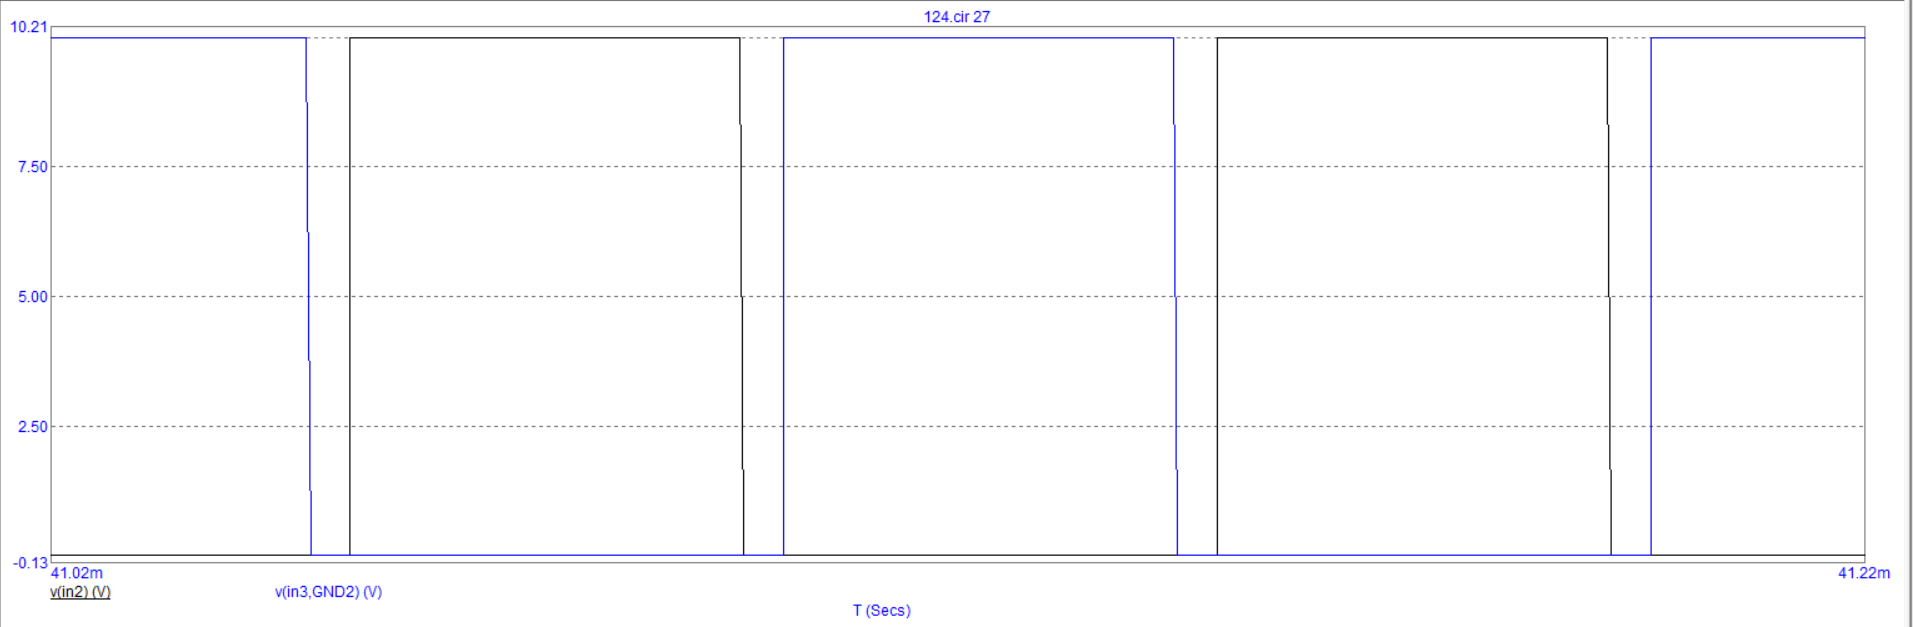 124.cir 27
10.21
7.50
5.00
2.50
-0.13
41.02m 41.22m
v(in2) (V) v(in3,GND2) (V)
T (Secs)